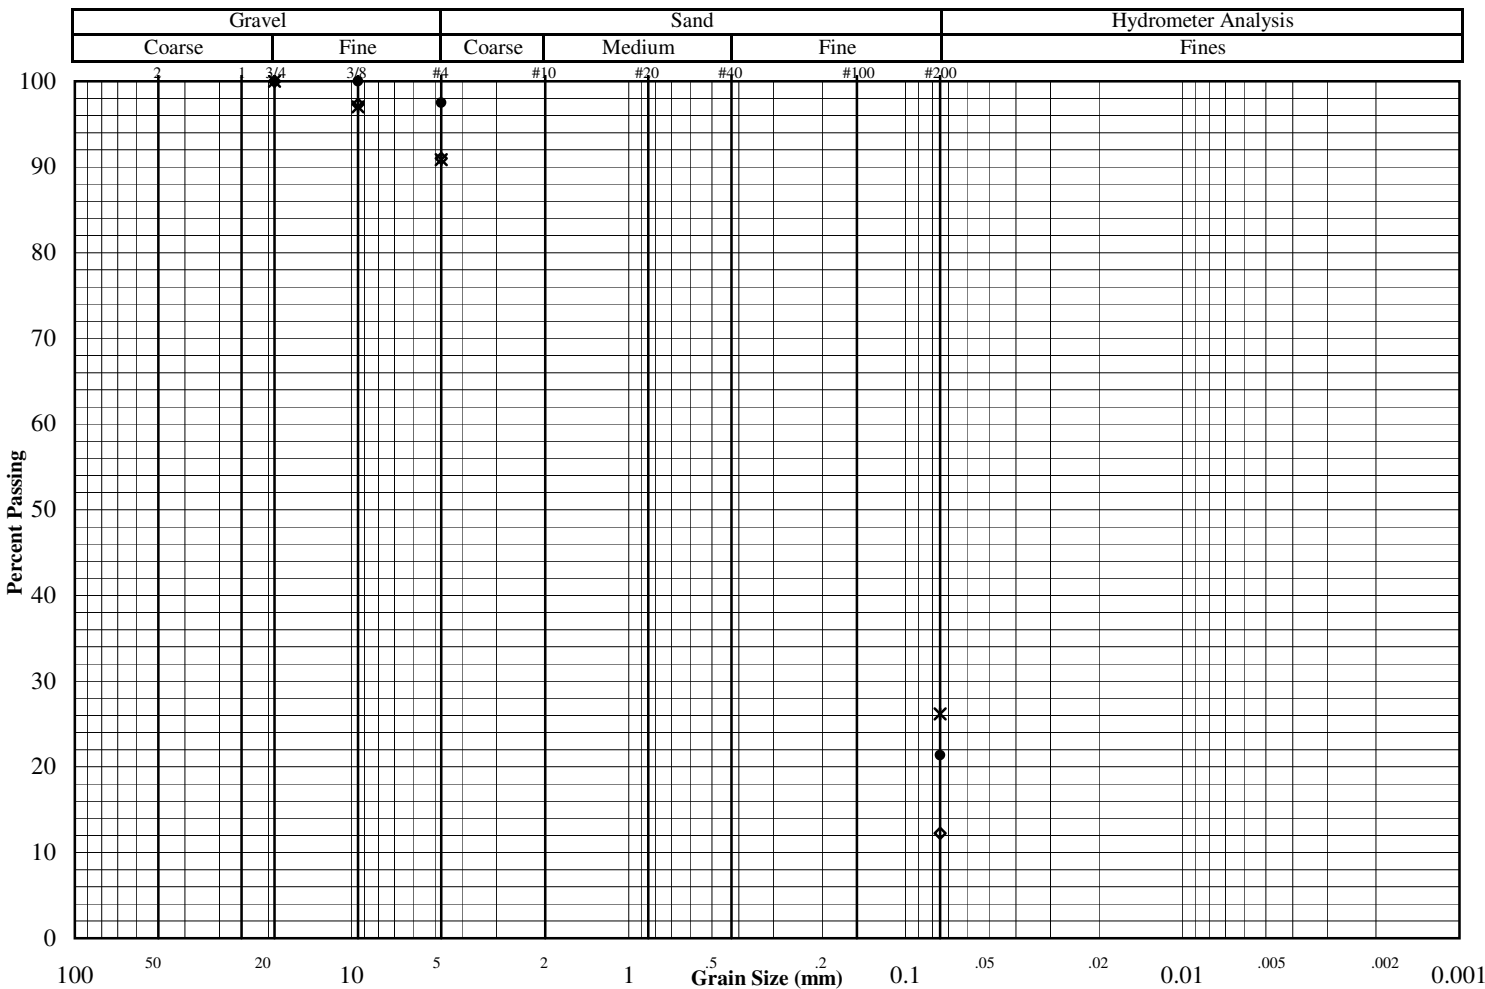 Gravel Sand Hydrometer Analysis
Coarse Fine Coarse Medium Fine Fines
2 1 3/4 3/8 #4 #10 #20 #40 #100 #200
100
90
80
70
60
50
40
30
20
10
0
Percent Passing
50 20 5 2 .5 .2 .05 .02 .005 .002
100 10 1 0.1 0.01 0.001
Grain Size (mm)